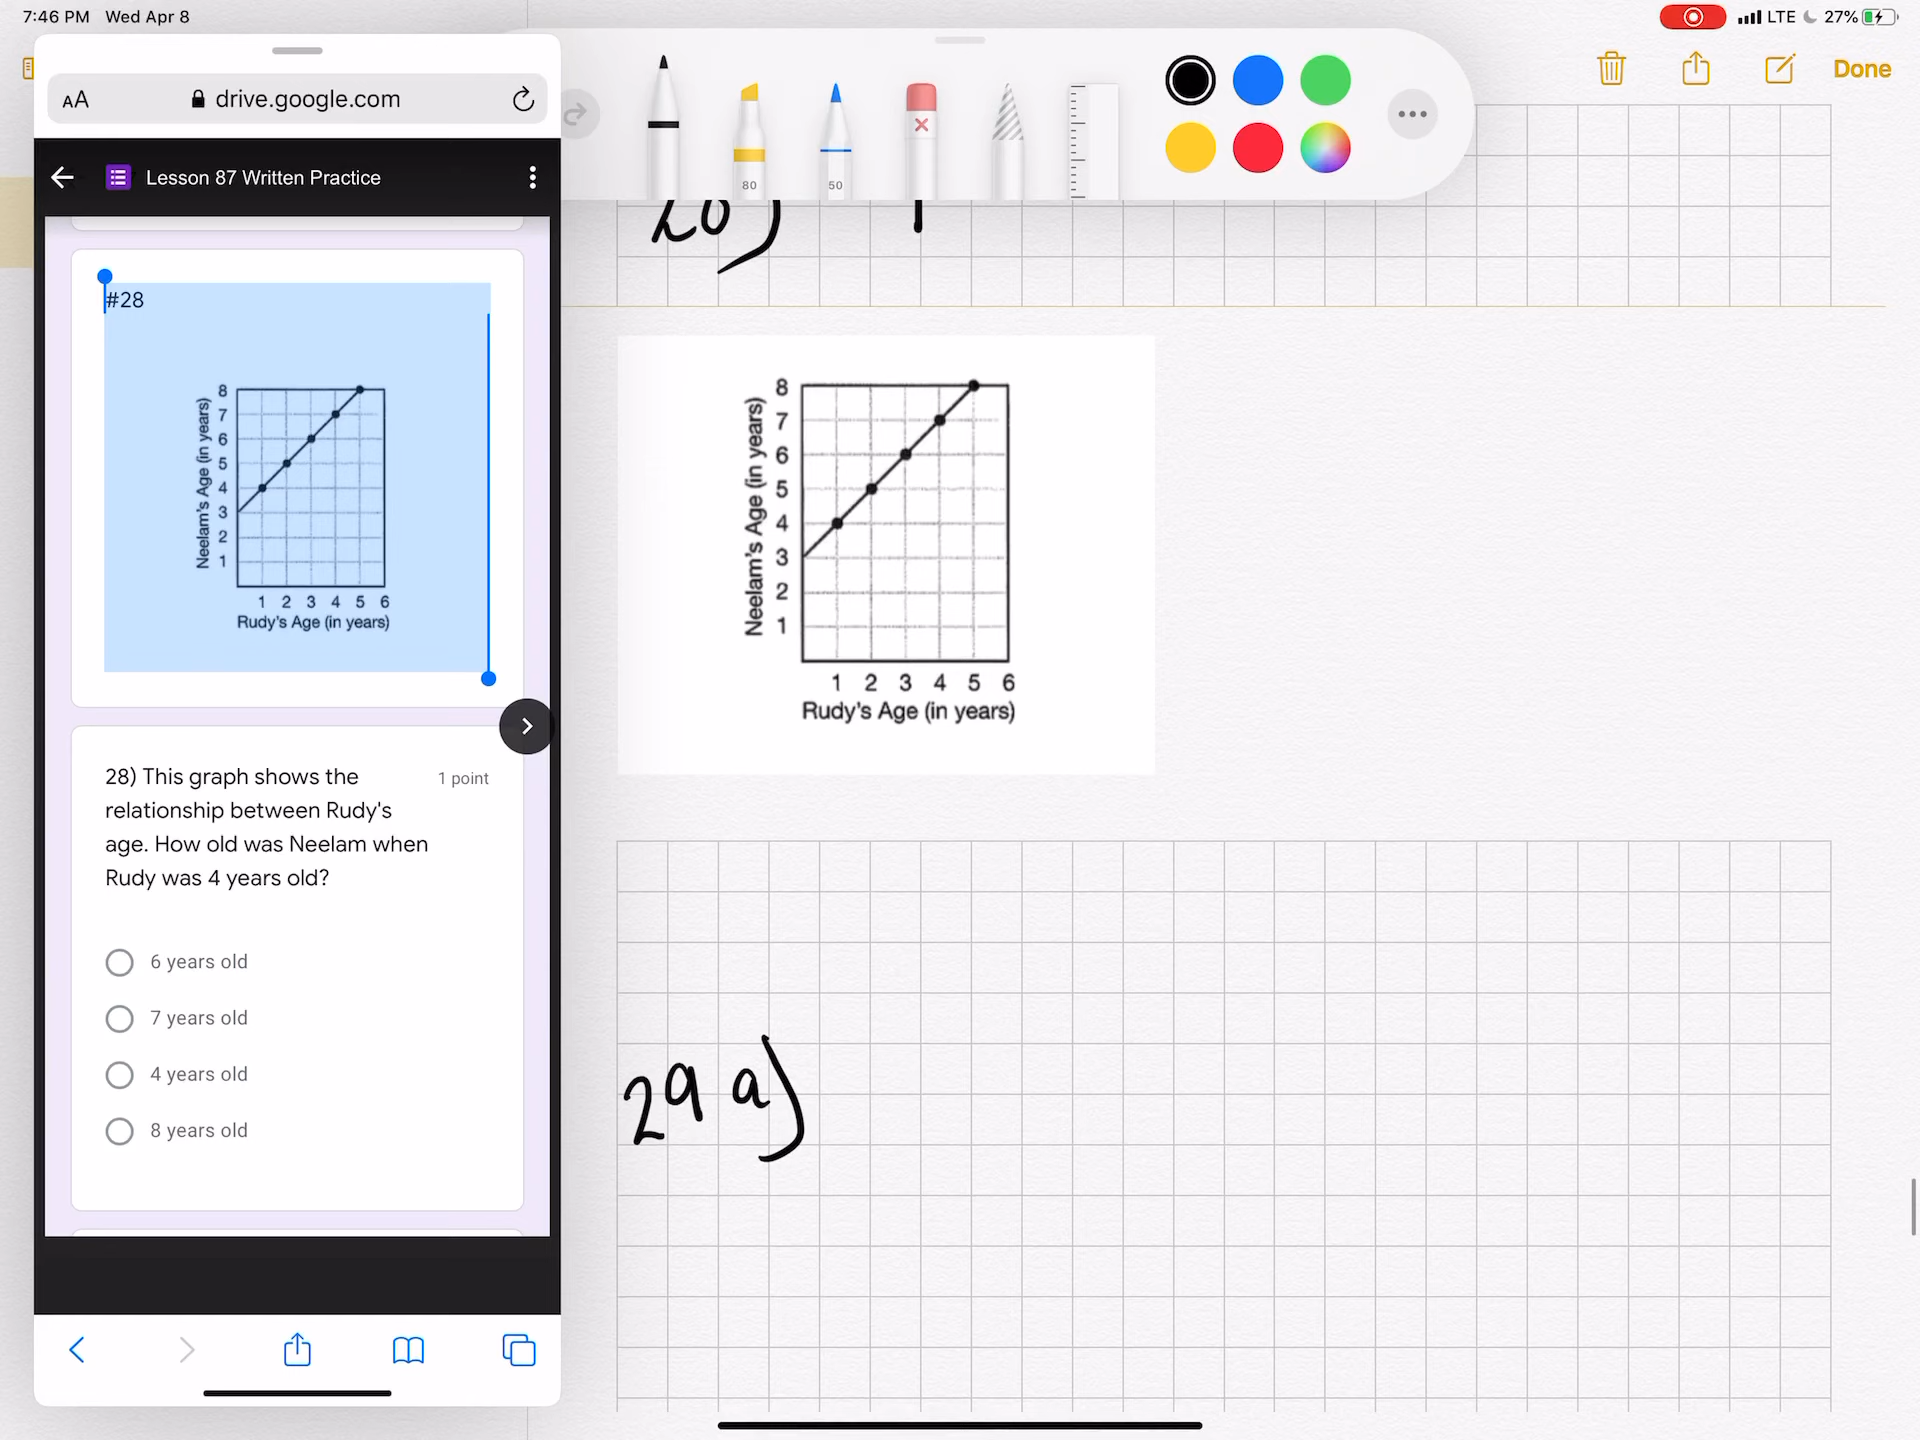 7:46 PM Wed Apr 8
LTE 27%
AA drive.google.com
Done
80
50
Lesson 87 Written Practice
#28
8
7
6
5
4
3
2
1
Neelam's Age (in years)
1 2 3 4 5 6
Rudy's Age (in years)
28) This graph shows the
relationship between Rudy's
age. How old was Neelam when
Rudy was 4 years old?
1 point
6 years old
7 years old
4 years old
8 years old
8
7
6
5
4
3
2
1
Neelam's Age (in years)
1 2 3 4 5 6
Rudy's Age (in years)
29 a)